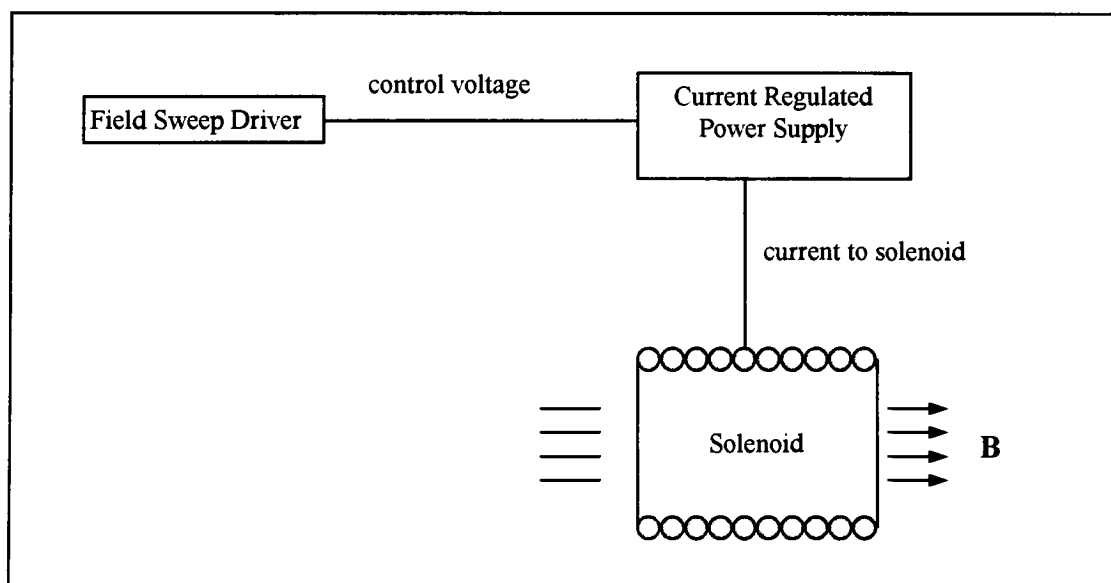 control voltage
Field Sweep Driver
Current Regulated
Power Supply
current to solenoid
Solenoid
B